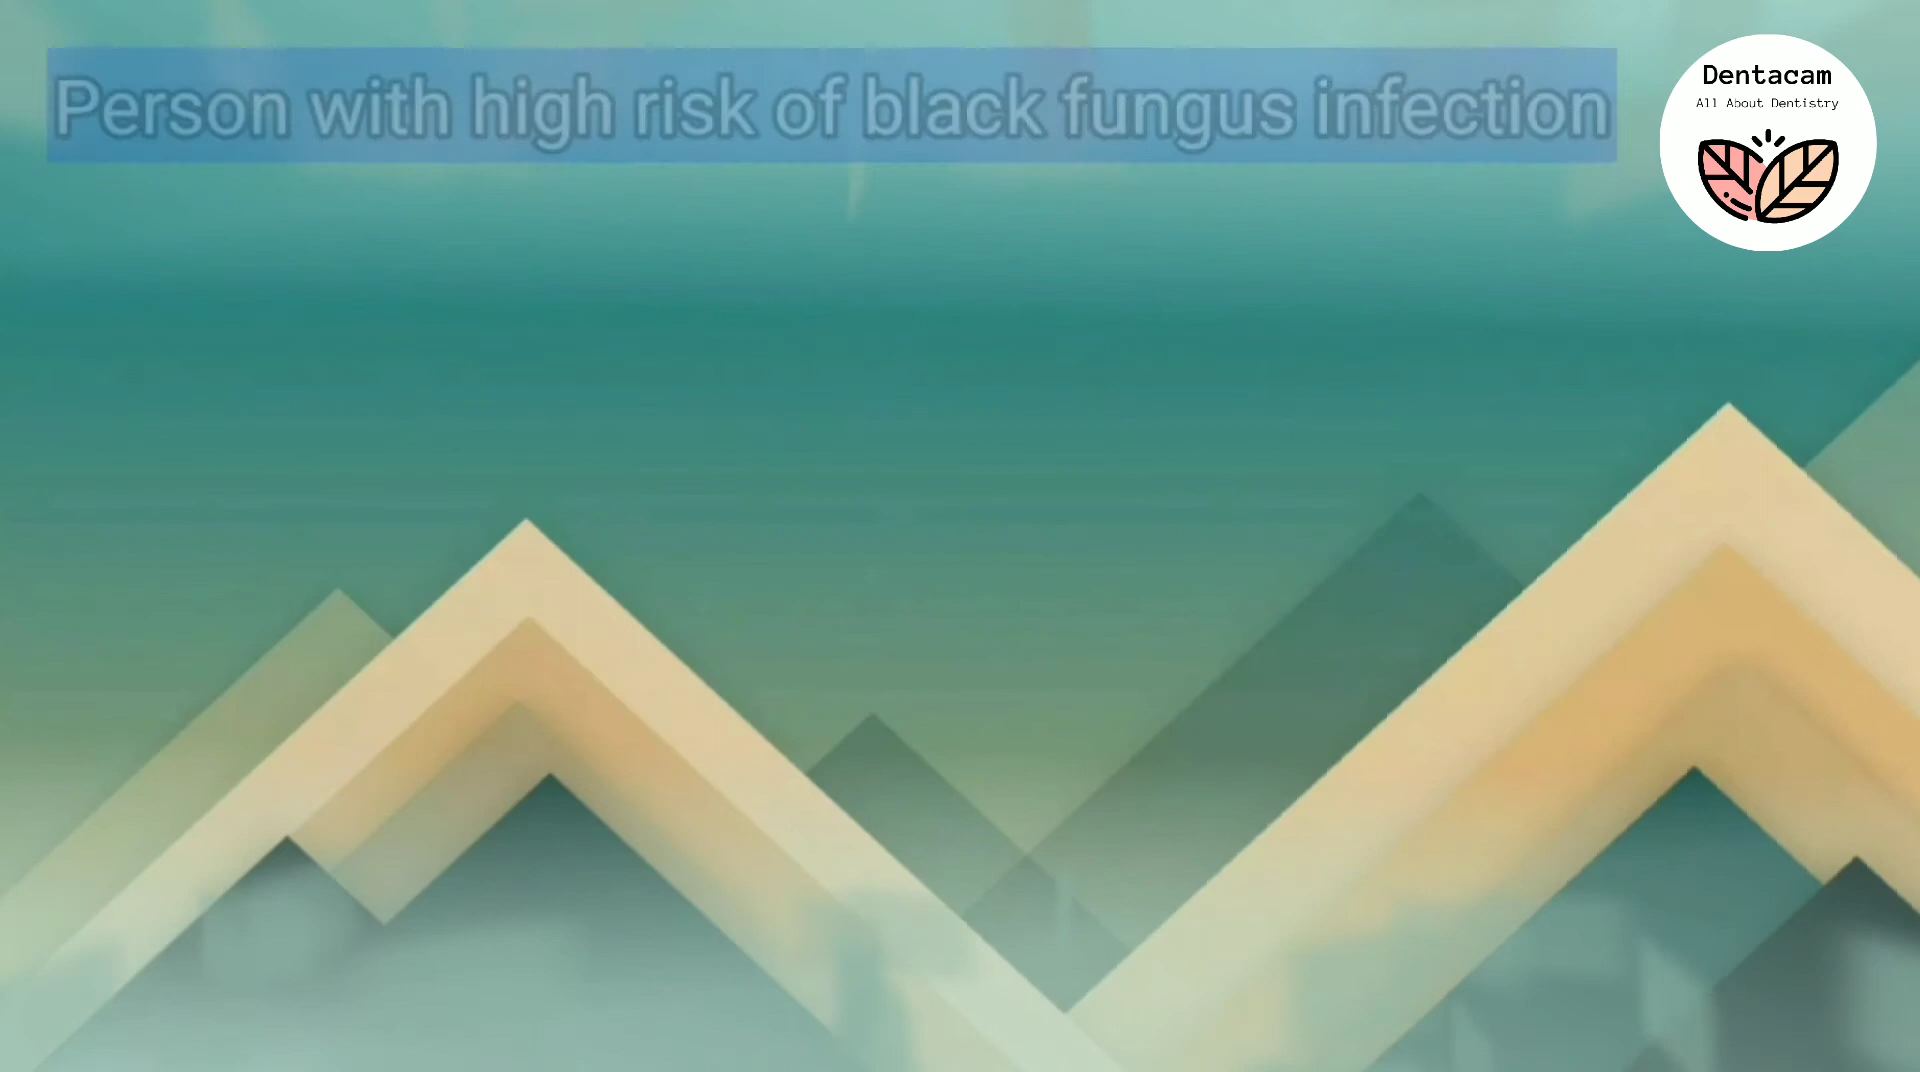 Person with high risk of black fungus infection
Dentacam
All About Dentistry